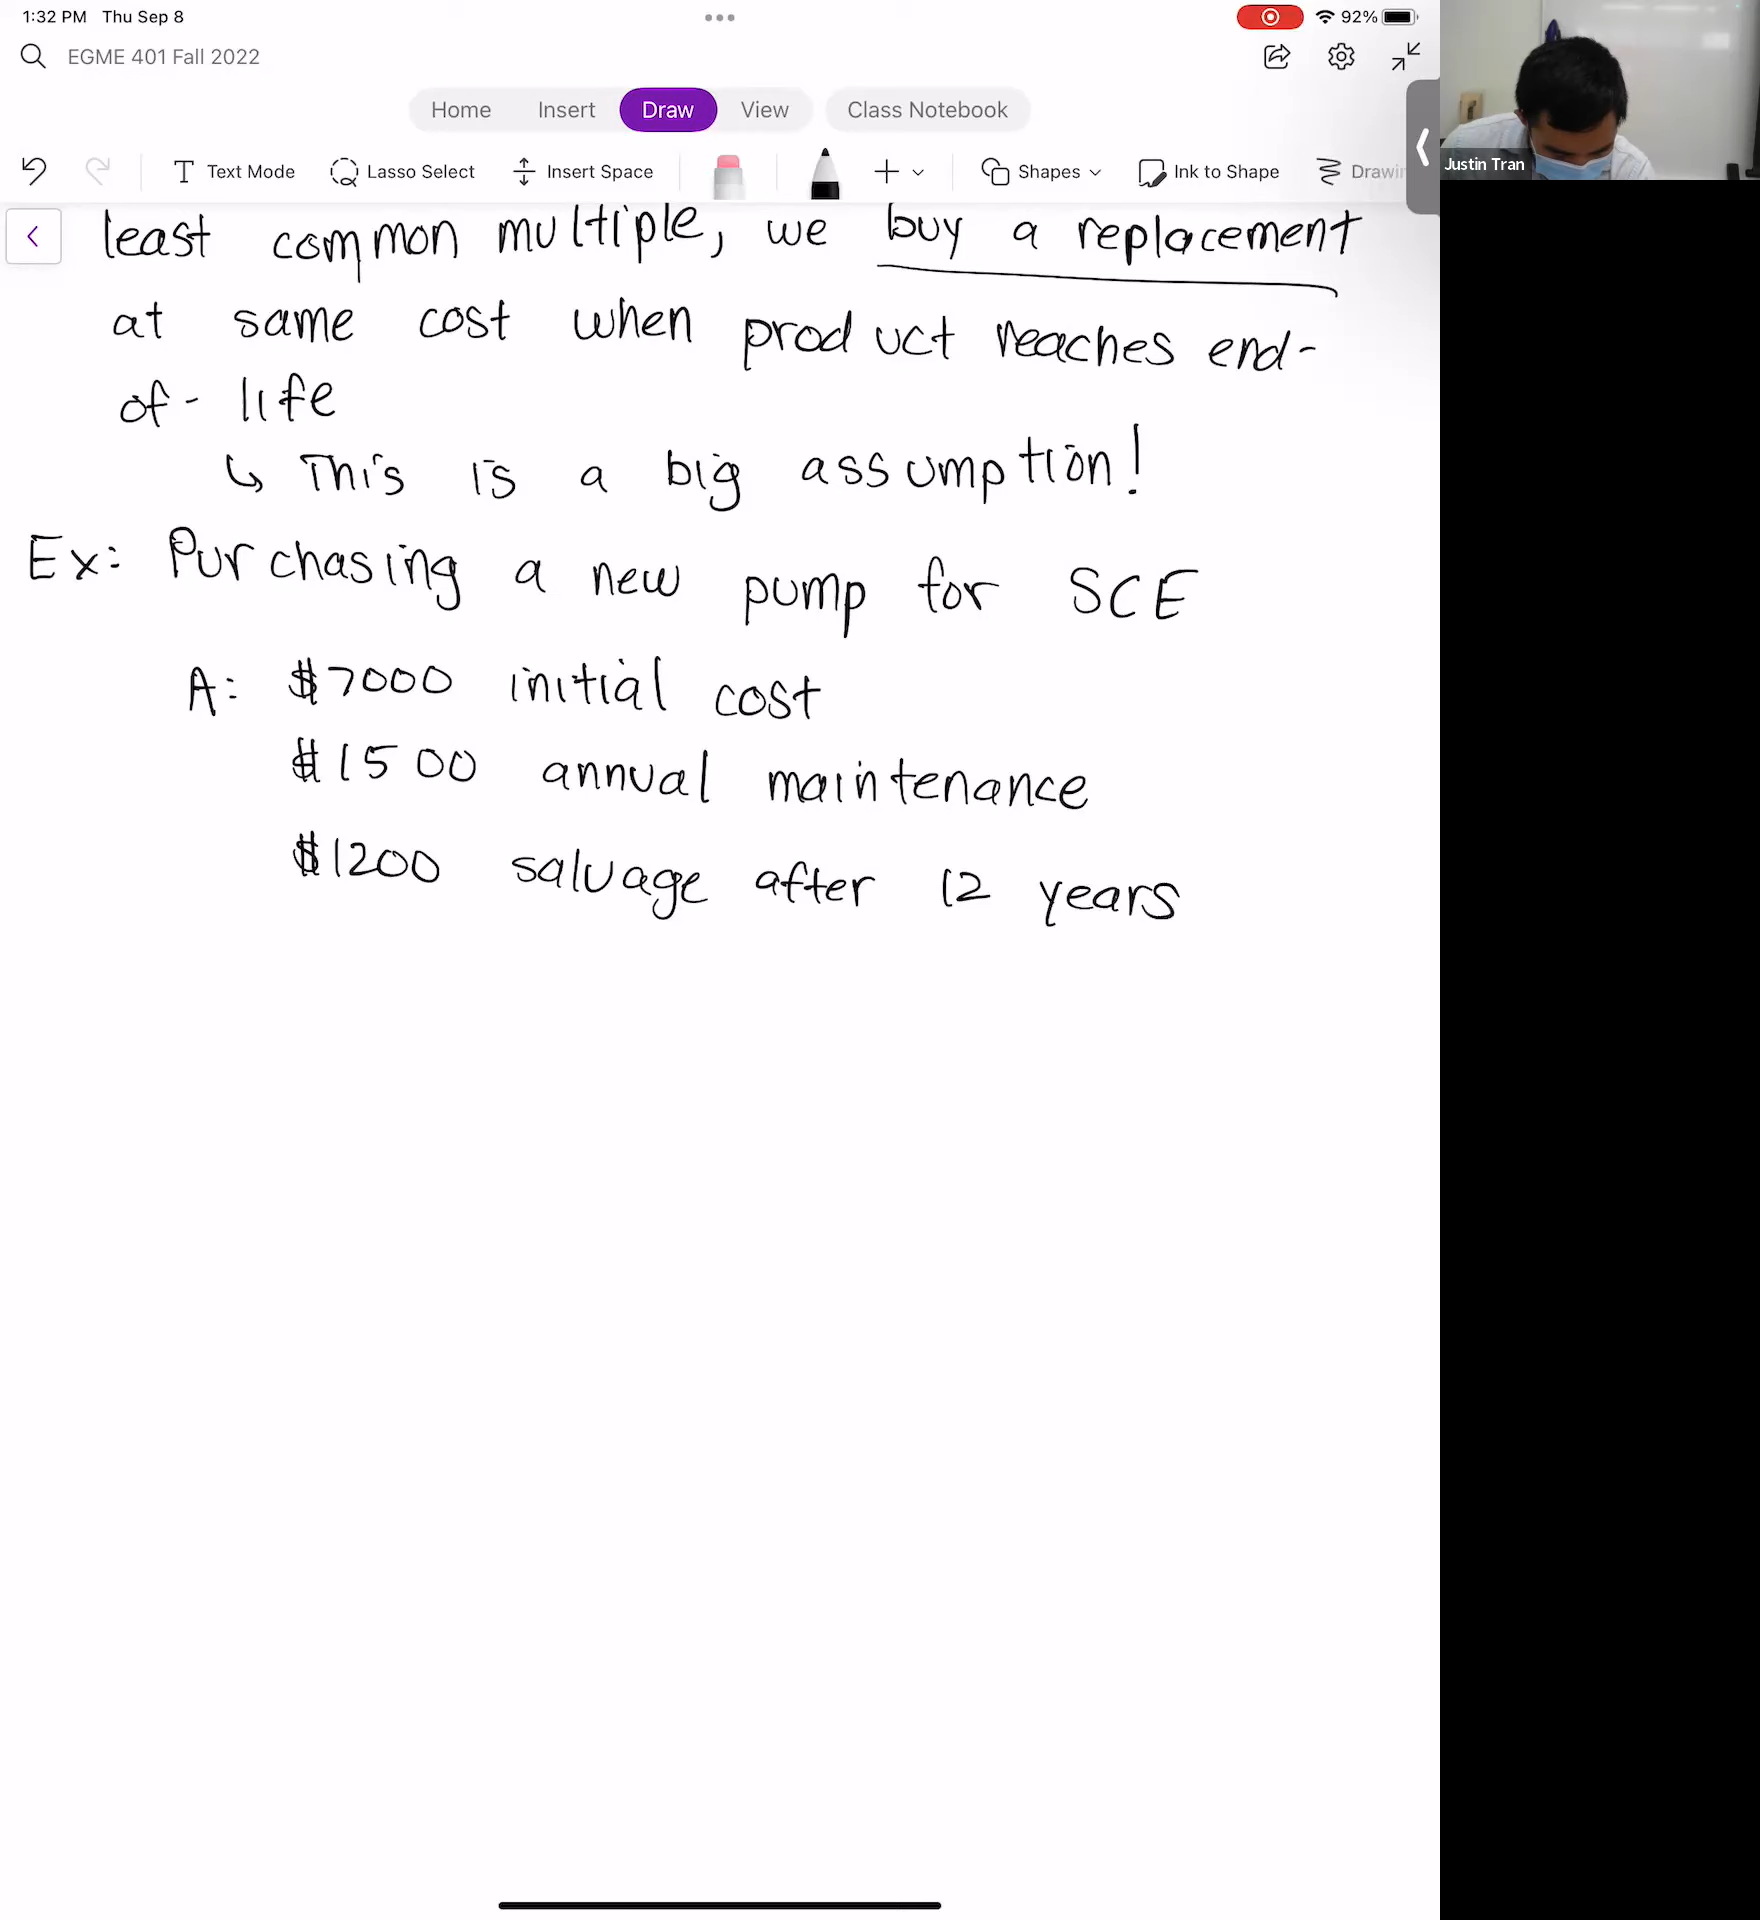 1:32 PM Thu Sep 8
92%
EGME 401 Fall 2022
Home Insert Draw View Class Notebook
Text Mode Lasso Select Insert Space Shapes Ink to Shape Drawi
Justin Tran
least common multiple, we buy a replacement
at same cost when product reaches end-
of- life
↳ This is a big assumption!
Ex: Purchasing a new pump for SCE
A: $7000 initial cost
$1500 annual maintenance
$1200 salvage after 12 years